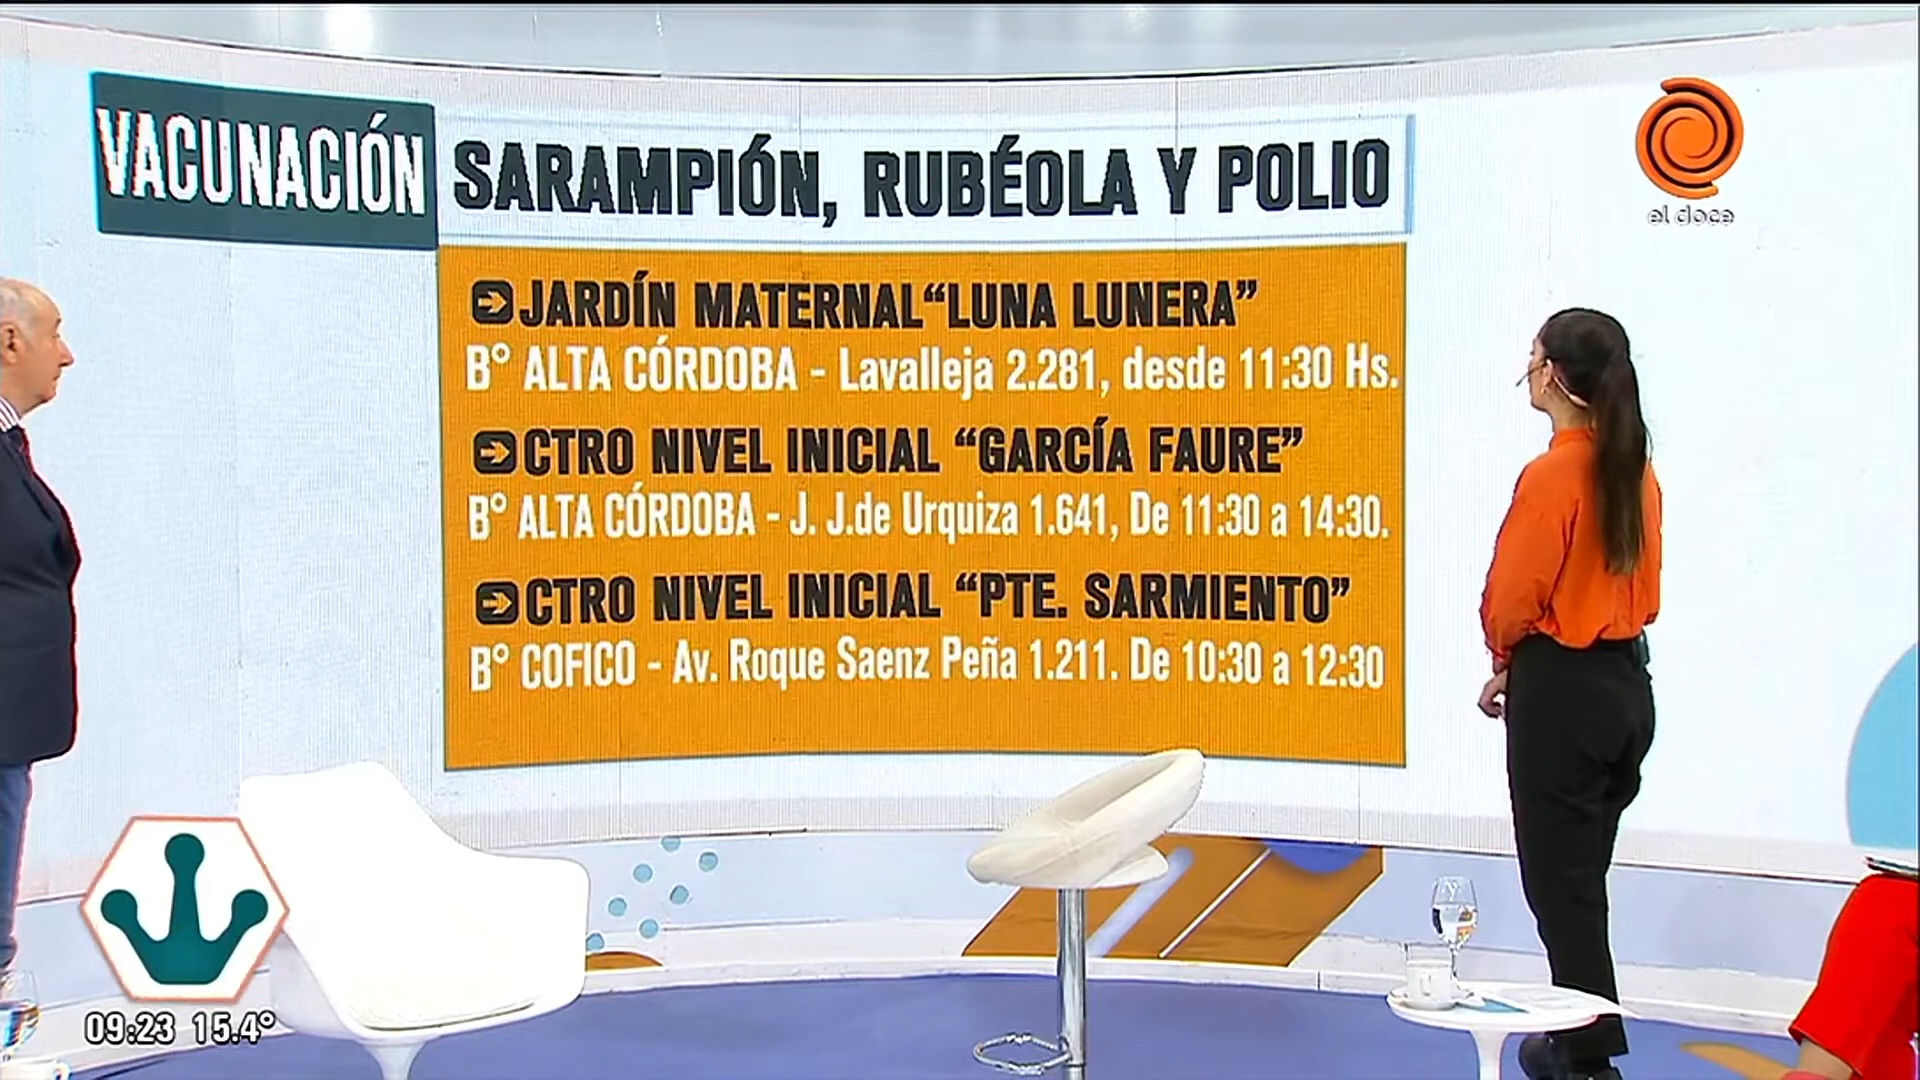 VACUNACIÓN
SARAMPIÓN, RUBÉOLA Y POLIO
el doce
JARDÍN MATERNAL “LUNA LUNERA”
B° ALTA CÓRDOBA - Lavalleja 2.281, desde 11:30 Hs.
CTRO NIVEL INICIAL “GARCÍA FAURE”
B° ALTA CÓRDOBA - J. J.de Urquiza 1.641, De 11:30 a 14:30.
CTRO NIVEL INICIAL “PTE. SARMIENTO”
B° COFICO - Av. Roque Saenz Peña 1.211. De 10:30 a 12:30
09:23 15.4°